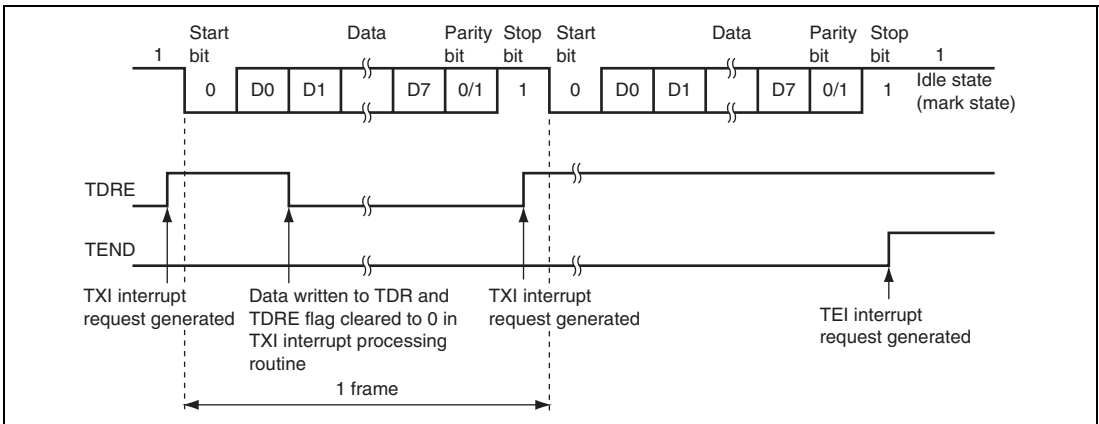 Start Data Parity Stop Start Data Parity Stop
1 bit bit bit bit bit bit 1
0 D0 D1 D7 0/1 1 0 D0 D1 D7 0/1 1 Idle state
(mark state)
TDRE
TEND
TXI interrupt
request generated
Data written to TDR and
TDRE flag cleared to 0 in
TXI interrupt processing
routine
TXI interrupt
request generated
TEI interrupt
request generated
1 frame